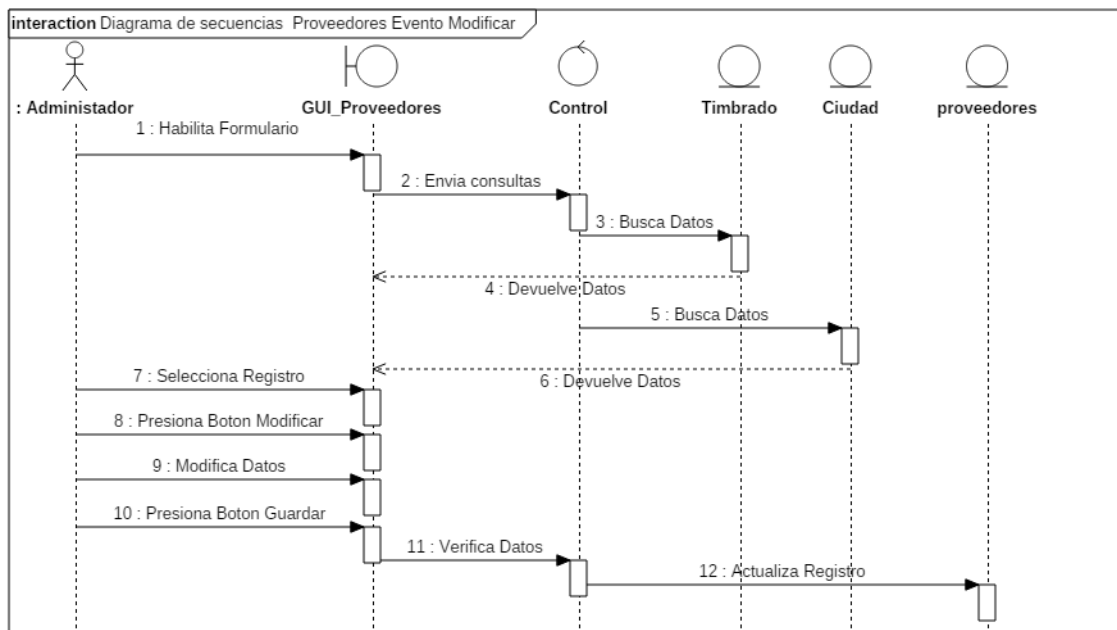 interaction Diagrama de secuencias Proveedores Evento Modificar
: Administador
GUI_Proveedores
Control
Timbrado
Ciudad
proveedores
1 : Habilita Formulario
2 : Envia consultas
3 : Busca Datos
4 : Devuelve Datos
5 : Busca Datos
6 : Devuelve Datos
7 : Selecciona Registro
8 : Presiona Boton Modificar
9 : Modifica Datos
10 : Presiona Boton Guardar
11 : Verifica Datos
12 : Actualiza Registro